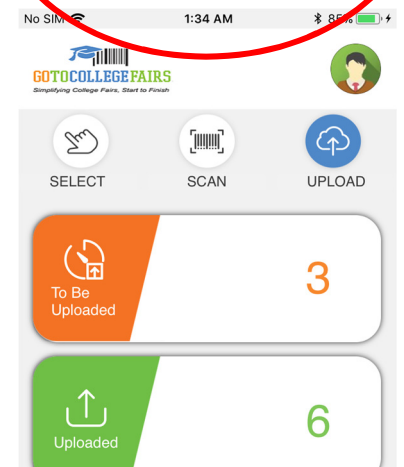 No SIM 1:34 AM 85%
GOTOCOLLEGEFAIRS
Simplifying College Fairs, Start to Finish
SELECT SCAN UPLOAD
To Be
Uploaded
3
Uploaded
6